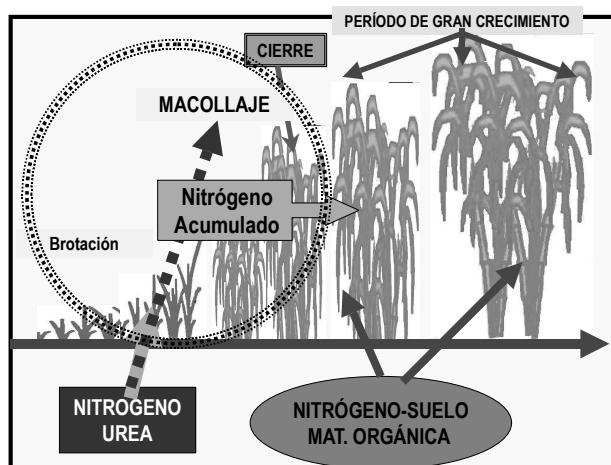 PERÍODO DE GRAN CRECIMIENTO
CIERRE
MACOLLAJE
Nitrógeno
Acumulado
Brotación
NITROGENO
UREA
NITRÓGENO-SUELO
MAT. ORGÁNICA